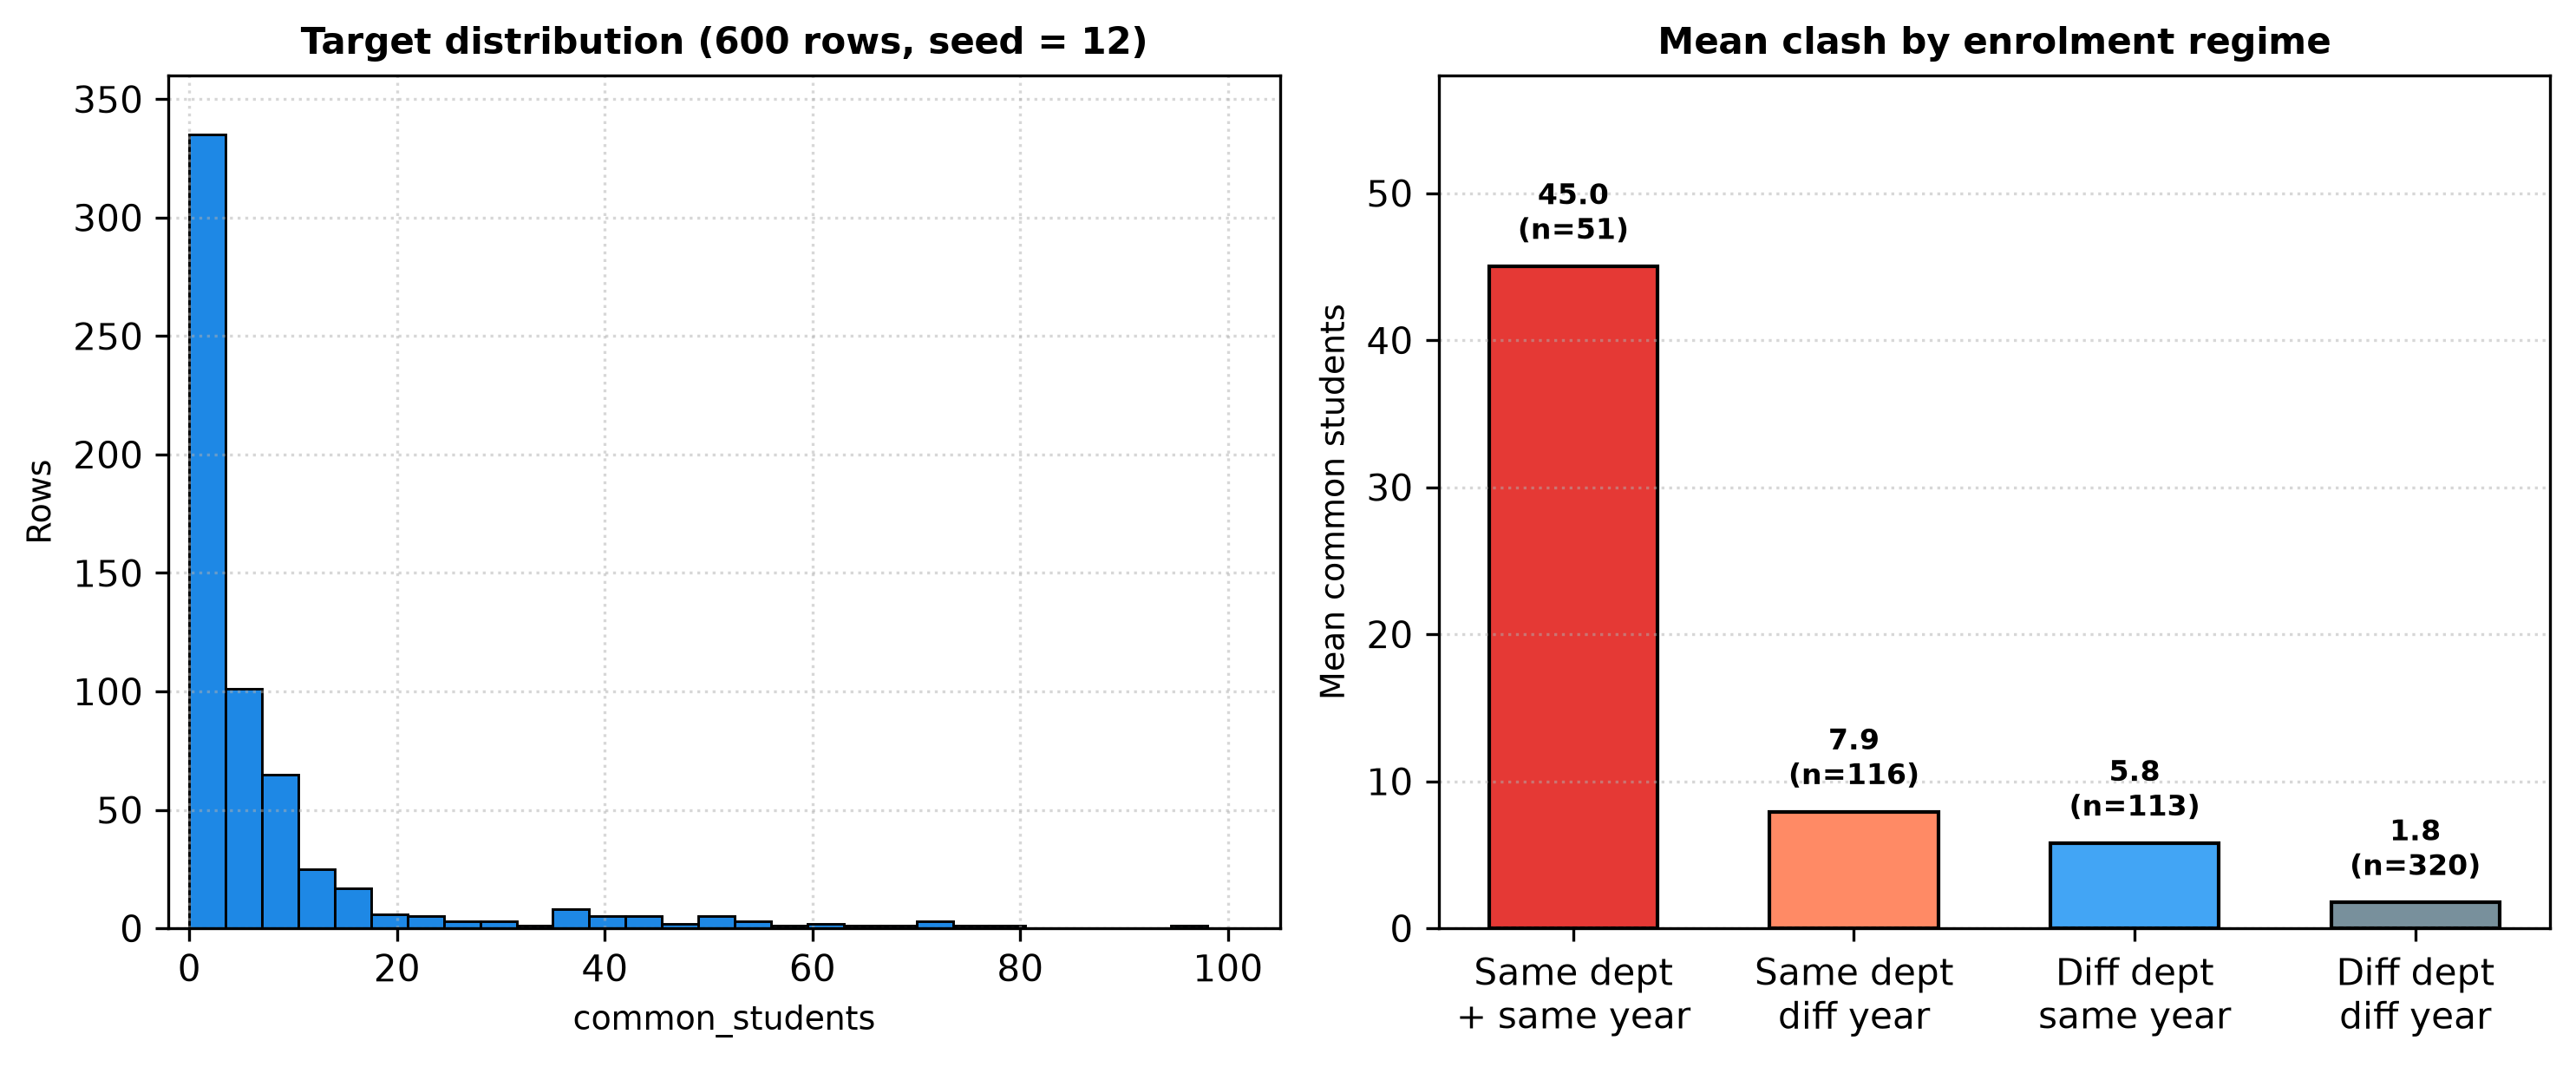 Target distribution (600 rows, seed = 12)
350
300
250
200
150
100
50
0
Rows
0 20 40 60 80 100
common_students
Mean clash by enrolment regime
50
40
30
20
10
0
Mean common students
45.0
(n=51)
7.9
(n=116)
5.8
(n=113)
1.8
(n=320)
Same dept
+ same year
Same dept
diff year
Diff dept
same year
Diff dept
diff year